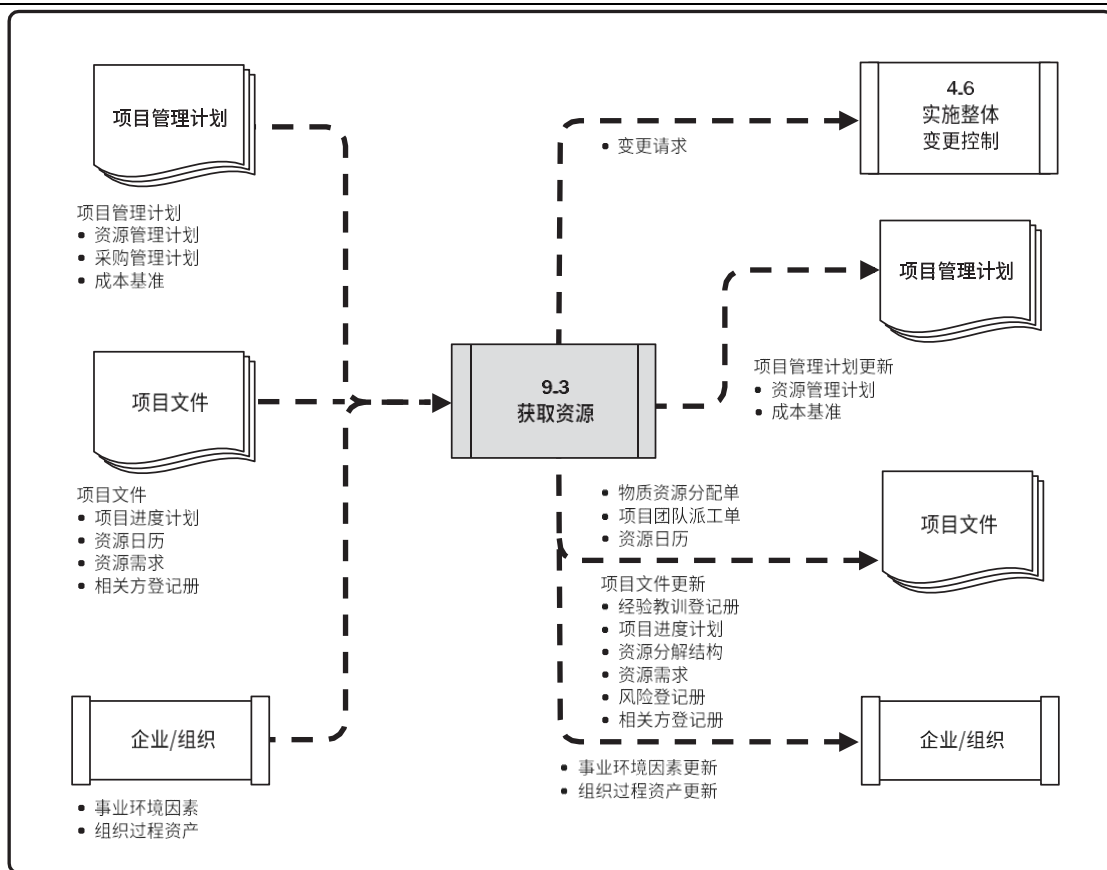 项目管理计划
项目管理计划
• 资源管理计划
• 采购管理计划
• 成本基准
项目文件
项目文件
• 项目进度计划
• 资源日历
• 资源需求
• 相关方登记册
企业/组织
• 事业环境因素
• 组织过程资产
9.3
获取资源
• 变更请求
4.6
实施整体
变更控制
项目管理计划
项目管理计划更新
• 资源管理计划
• 成本基准
• 物质资源分配单
• 项目团队派工单
• 资源日历
项目文件
项目文件更新
• 经验教训登记册
• 项目进度计划
• 资源分解结构
• 资源需求
• 风险登记册
• 相关方登记册
企业/组织
• 事业环境因素更新
• 组织过程资产更新